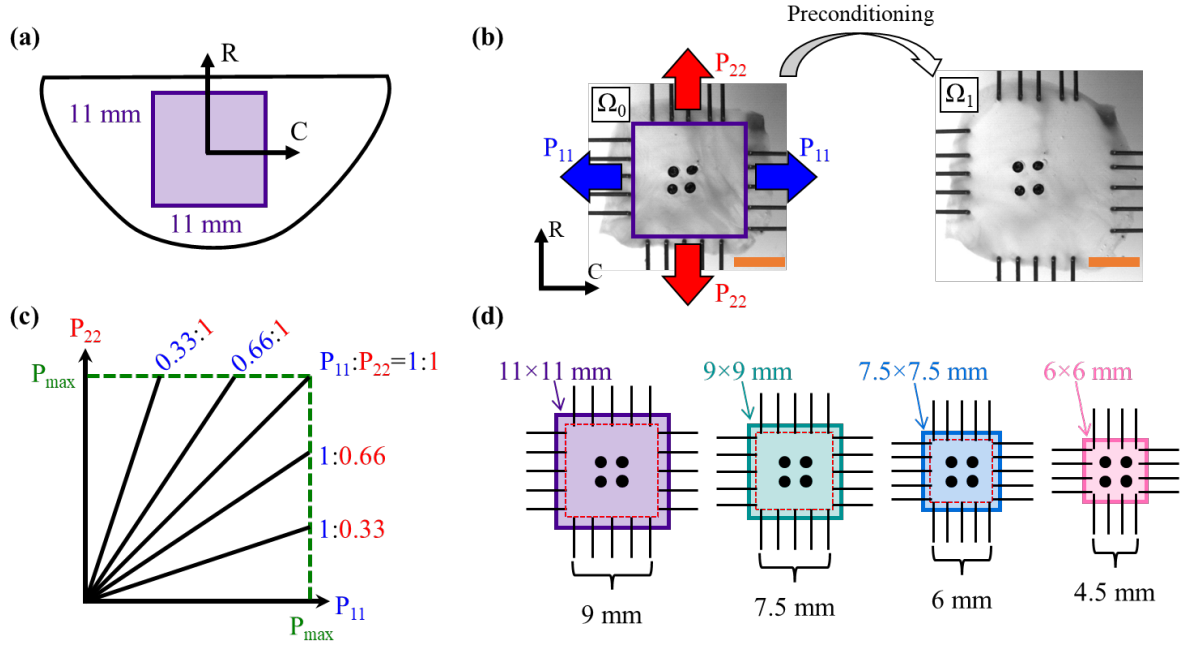 (a)
R
11 mm
C
11 mm
(b)
Preconditioning
P₂₂
Ω₀
P₁₁
P₁₁
R
C
P₂₂
Ω₁
(c)
P₂₂
0.33:1
0.66:1
P₁₁:P₂₂=1:1
Pmax
1:0.66
1:0.33
P₁₁
Pmax
(d)
11×11 mm
9×9 mm
7.5×7.5 mm
6×6 mm
9 mm
7.5 mm
6 mm
4.5 mm